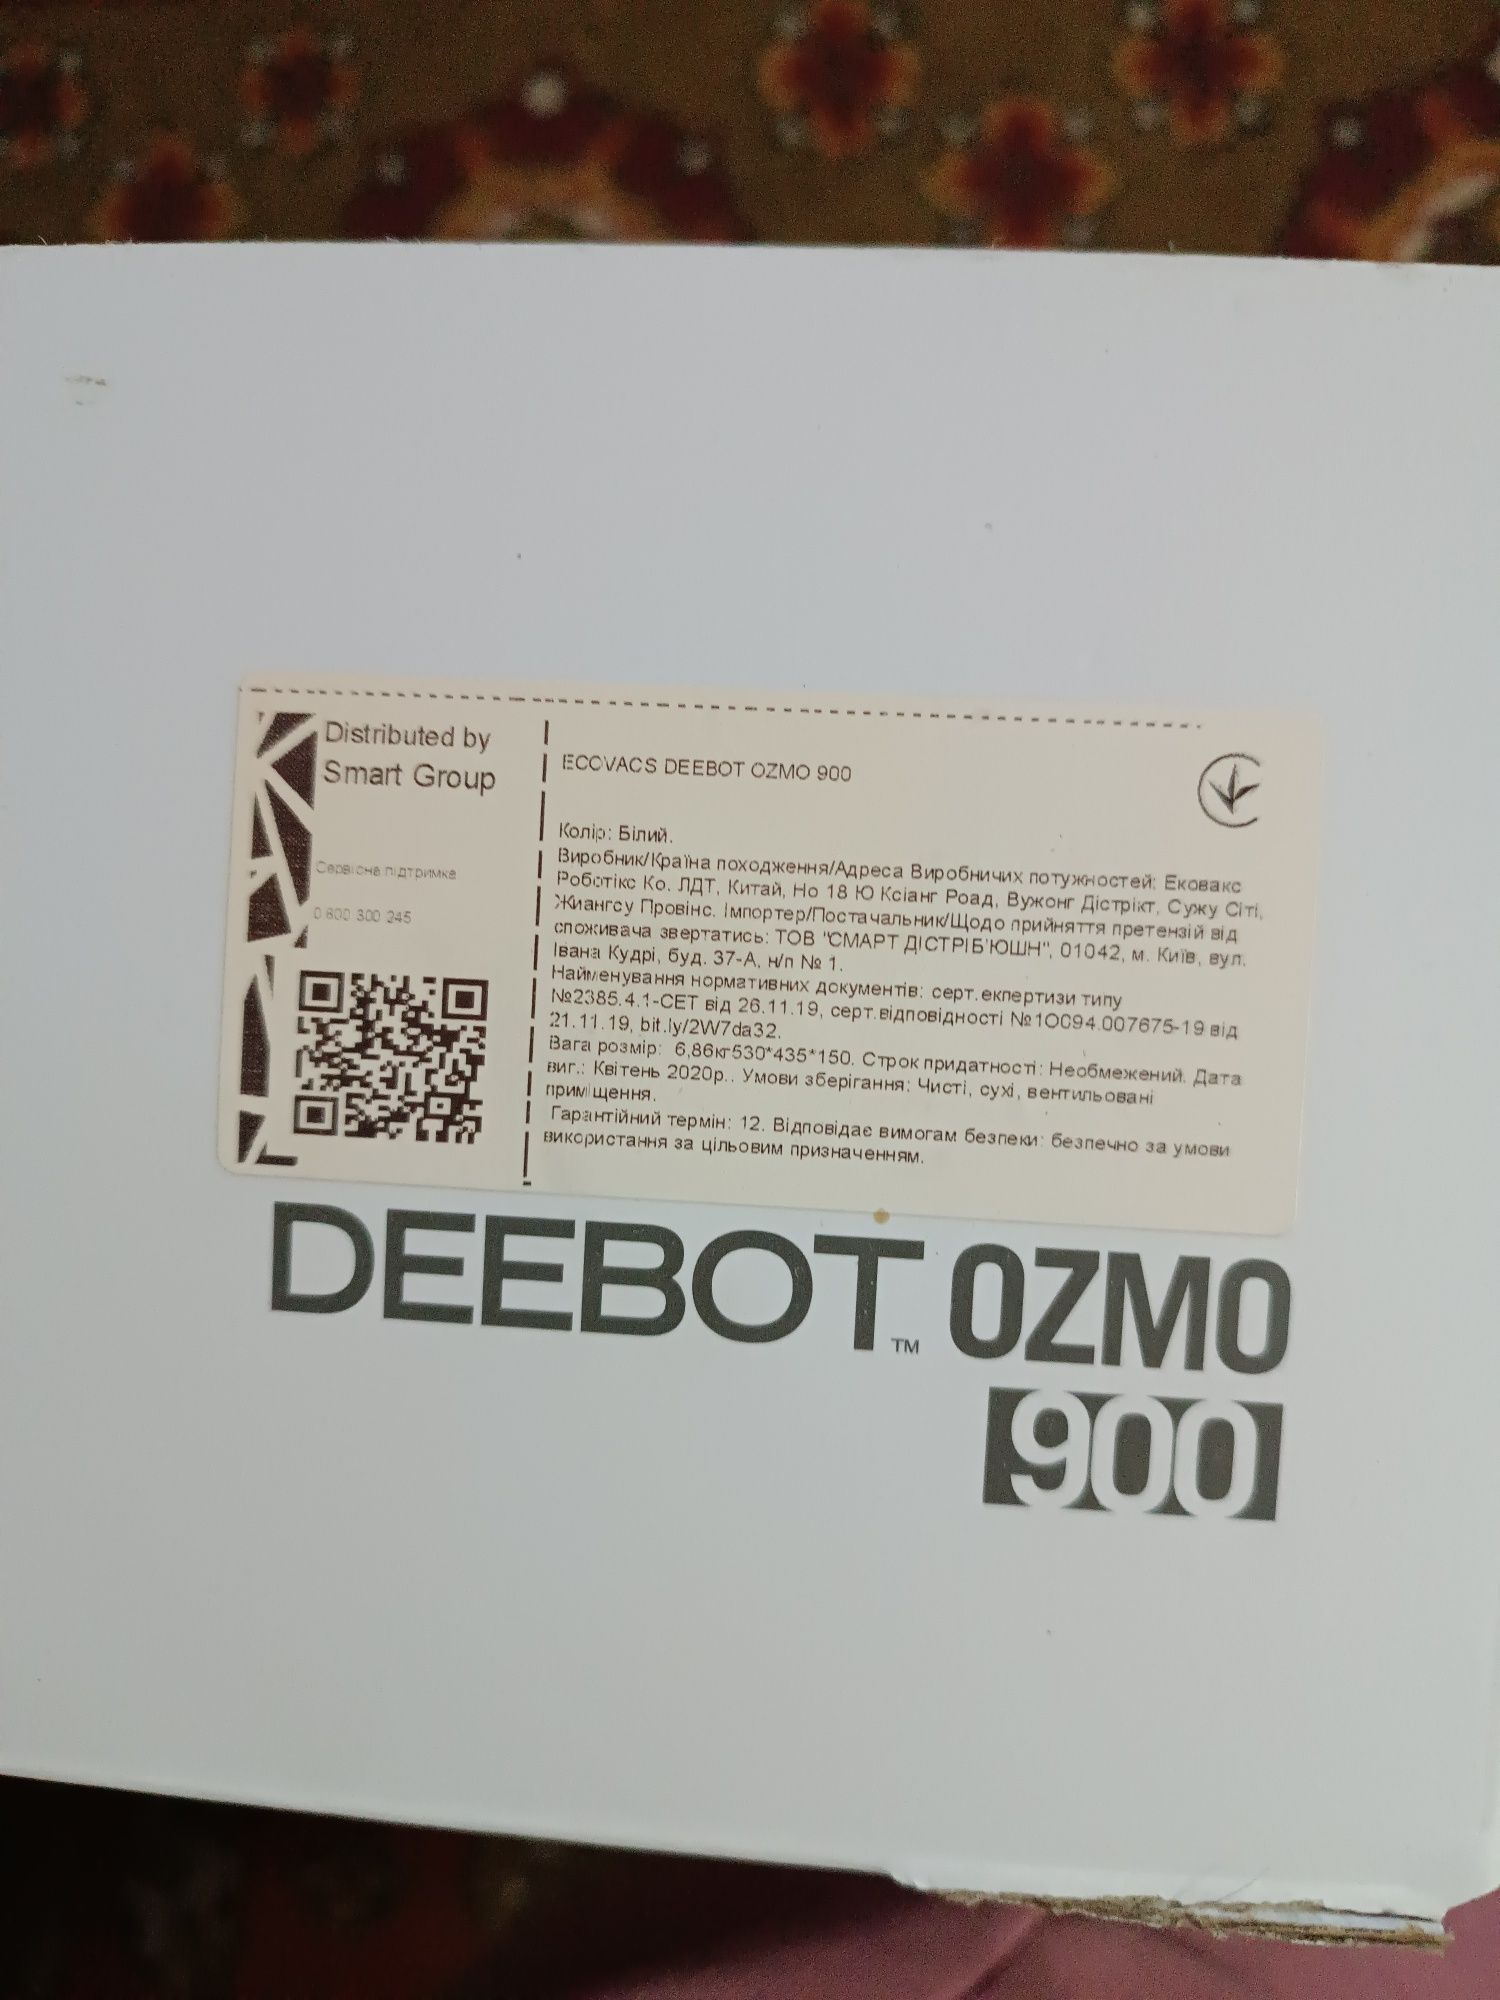 Distributed by
Smart Group
Сервісна підтримка
0 800 300 245
ECOVACS DEEBOT OZMO 900
Колір: Білий.
Виробник/Країна походження/Адреса Виробничих потужностей: Ековакс
Роботікс Ко. ЛДТ, Китай, Но 18 Ю Ксіанг Роад, Вужонг Дістрікт, Сужу Сіті,
Жиангсу Провінс. Імпортер/Постачальник/Щодо прийняття претензій від
споживача звертатись: ТОВ "СМАРТ ДІСТРІБ'ЮШН", 01042, м. Київ, вул.
Івана Кудрі, буд. 37-А, н/п № 1.
Найменування нормативних документів: серт.екпертизи типу
№2385.4.1-СЕТ від 26.11.19, серт.відповідності №1О094.007675-19 від
21.11.19, bit.ly/2W7da32.
Вага розмір: 6,86кг530*435*150. Строк придатності: Необмежений. Дата
виг.: Квітень 2020р.. Умови зберігання: Чисті, сухі, вентильовані
приміщення.
Гарантійний термін: 12. Відповідає вимогам безпеки: безпечно за умови
використання за цільовим призначенням.
DEEBOT™ OZMO
900